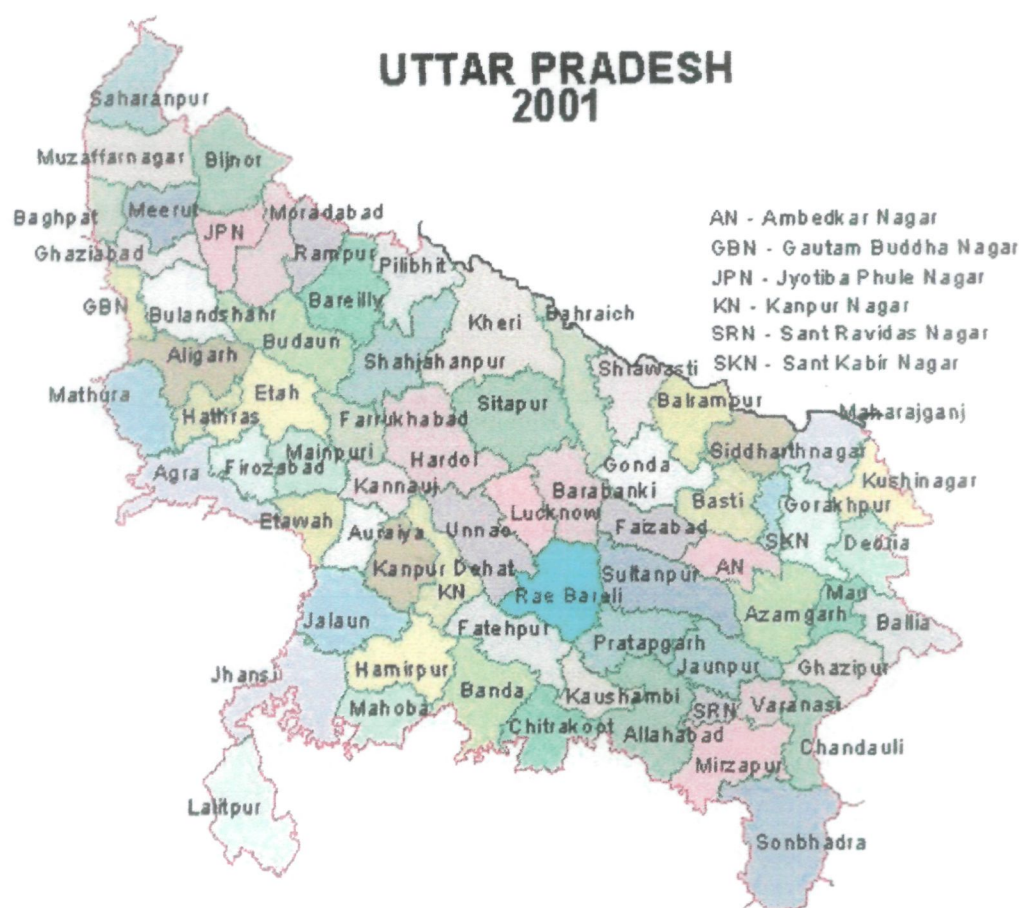 UTTAR PRADESH
2001
Saharanpur
Muzaffarnagar
Bijnor
Baghpat
Meerut
JPN
Moradabad
Ghaziabad
Rampur
Pilibhit
GBN
Bulandshahr
Bareilly
Kheri
Bahraich
Budaun
Aligarh
Shahjahanpur
Shrawasti
Mathura
Etah
Hathras
Farrukhabad
Sitapur
Balrampur
Maharajganj
Mainpuri
Siddharthnagar
Agra
Firozabad
Hardoi
Gonda
Kushinagar
Kannauj
Barabanki
Basti
Gorakhpur
Etawah
Auraiya
Unnao
Lucknow
Faizabad
SKN
Deoria
Kanpur Dehat
AN
KN
Rae Bareli
Sultanpur
Mau
Jalaun
Fatehpur
Azamgarh
Ballia
Pratapgarh
Jaunpur
Ghazipur
Jhansi
Hamirpur
Banda
Kaushambi
Mahoba
SRN
Varanasi
Chitrakoot
Allahabad
Chandauli
Mirzapur
Lalitpur
Sonbhadra
AN - Ambedkar Nagar
GBN - Gautam Buddha Nagar
JPN - Jyotiba Phule Nagar
KN - Kanpur Nagar
SRN - Sant Ravidas Nagar
SKN - Sant Kabir Nagar